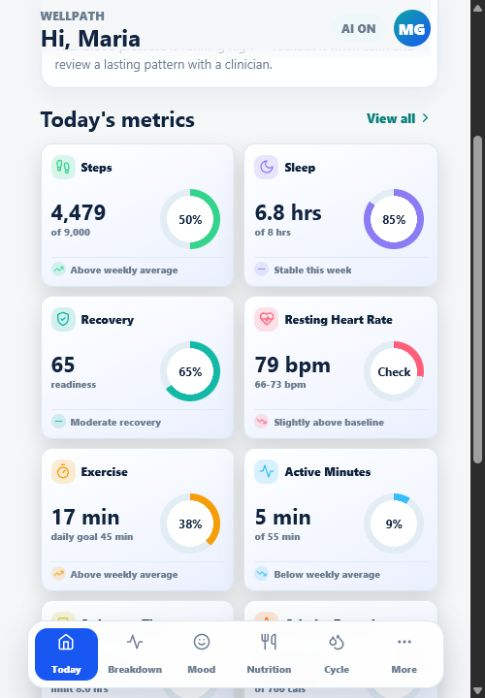 WELLPATH
Hi, Maria
AI ON
MG
review a lasting pattern with a clinician.
Today's metrics
View all
Steps
4,479
of 9,000
50%
Above weekly average
Sleep
6.8 hrs
of 8 hrs
85%
Stable this week
Recovery
65
readiness
65%
Moderate recovery
Resting Heart Rate
79 bpm
66-73 bpm
Check
Slightly above baseline
Exercise
17 min
daily goal 45 min
38%
Above weekly average
Active Minutes
5 min
of 55 min
9%
Below weekly average
Today
Breakdown
Mood
Nutrition
Cycle
More
limit 8.0 hrs
of 700 cals